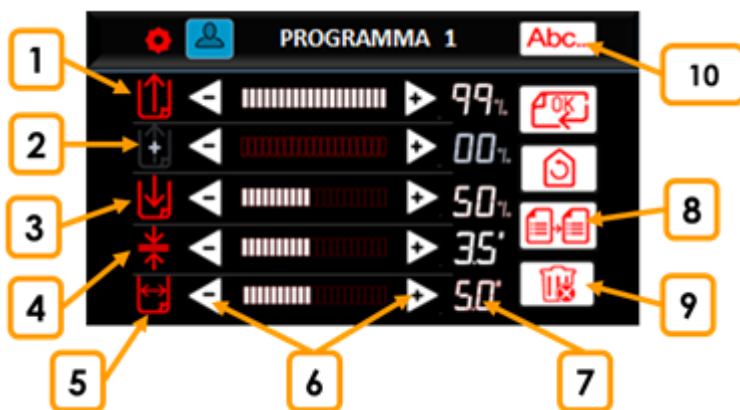 PROGRAMMA 1
Abc...
10
1
- + 99%
OK
2
- + 00%
3
- + 50%
8
4
- + 3.5"
- + 5.0"
9
5
6
7